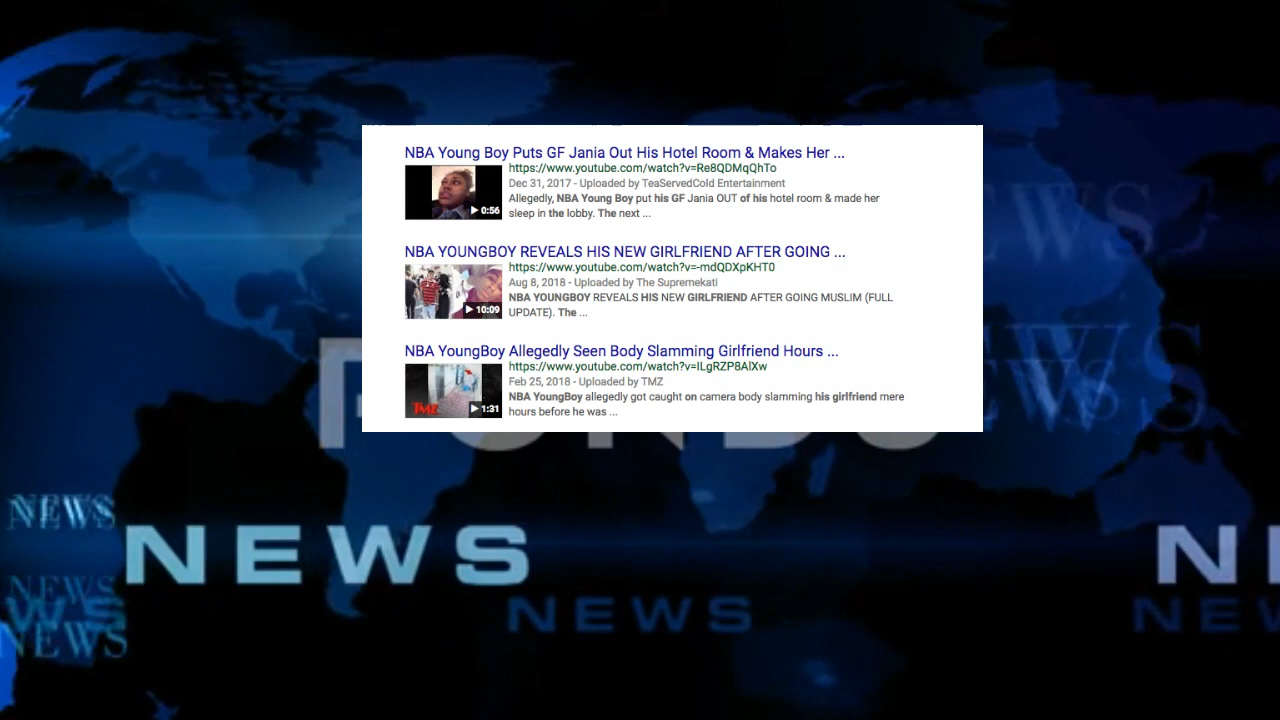 NBA Young Boy Puts GF Jania Out His Hotel Room & Makes Her ...
https://www.youtube.com/watch?v=Re8QDMqQhTo
Dec 31, 2017 - Uploaded by TeaServedCold Entertainment
Allegedly, NBA Young Boy put his GF Jania OUT of his hotel room & made her
sleep in the lobby. The next ...
0:56
NBA YOUNGBOY REVEALS HIS NEW GIRLFRIEND AFTER GOING ...
https://www.youtube.com/watch?v=-mdQDXpKHT0
Aug 8, 2018 - Uploaded by The Supremekati
NBA YOUNGBOY REVEALS HIS NEW GIRLFRIEND AFTER GOING MUSLIM (FULL
UPDATE). The ...
10:09
NBA YoungBoy Allegedly Seen Body Slamming Girlfriend Hours ...
https://www.youtube.com/watch?v=ILgRZP8AlXw
Feb 25, 2018 - Uploaded by TMZ
NBA YoungBoy allegedly got caught on camera body slamming his girlfriend mere
hours before he was ...
TMZ
1:31
EWS
EWS
EWS
NEWS
NEWS
NEWS
WS
NEWS
NEWS
N
NEW